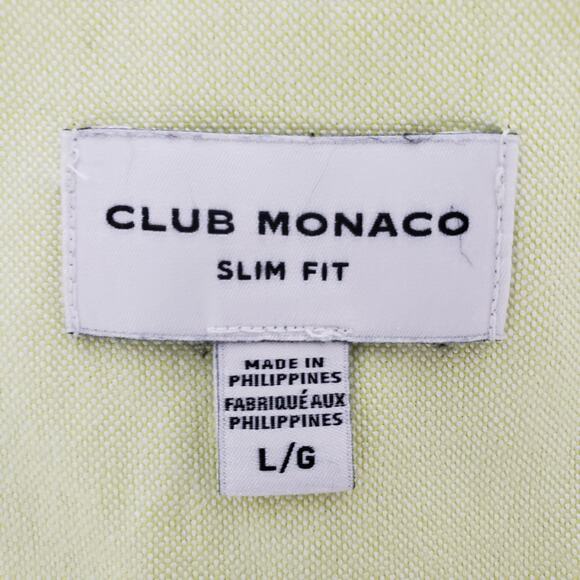 CLUB MONACO
SLIM FIT
MADE IN
PHILIPPINES
FABRIQUÉ AUX
PHILIPPINES
L/G